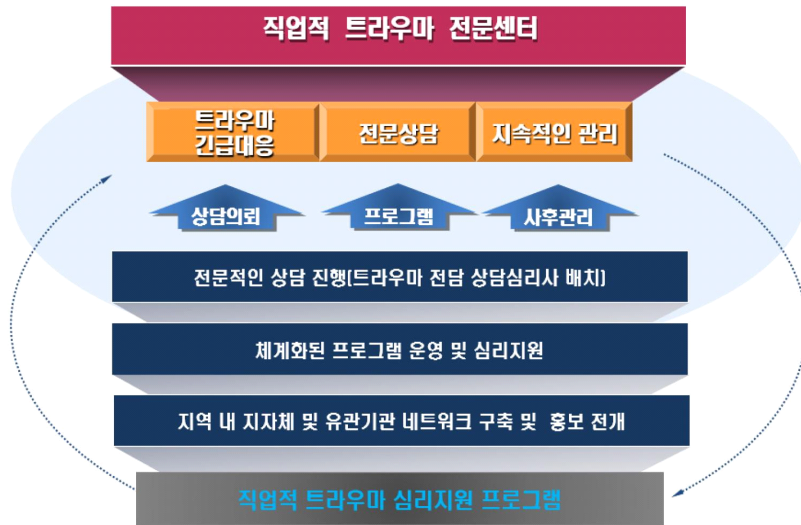 직업적 트라우마 전문센터
트라우마
긴급대응
전문상담
지속적인 관리
상담의뢰
프로그램
사후관리
전문적인 상담 진행(트라우마 전담 상담심리사 배치)
체계화된 프로그램 운영 및 심리지원
지역 내 지자체 및 유관기관 네트워크 구축 및 홍보 전개
직업적 트라우마 심리지원 프로그램